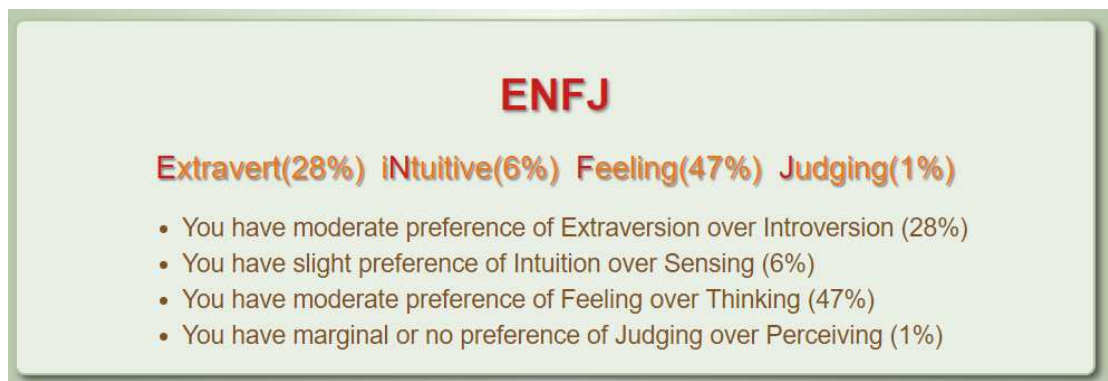 ENFJ
Extravert(28%) iNtuitive(6%) Feeling(47%) Judging(1%)
• You have moderate preference of Extraversion over Introversion (28%)
• You have slight preference of Intuition over Sensing (6%)
• You have moderate preference of Feeling over Thinking (47%)
• You have marginal or no preference of Judging over Perceiving (1%)